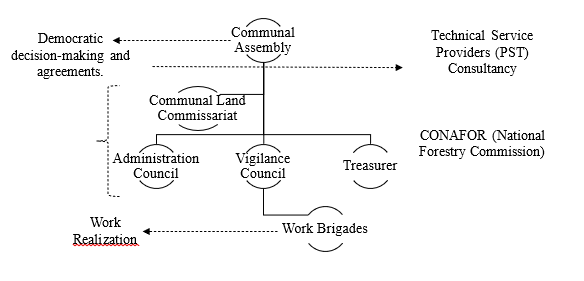 Democratic
decision-making and
agreements.
Communal
Assembly
Technical Service
Providers (PST)
Consultancy
Communal Land
Commissariat
CONAFOR (National
Forestry Commission)
Administration
Council
Vigilance
Council
Treasurer
Work
Realization
Work Brigades